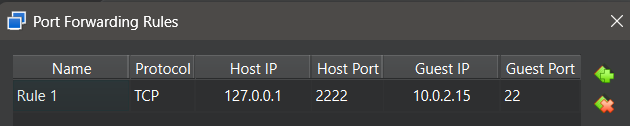 Port Forwarding Rules
Name Protocol Host IP Host Port Guest IP Guest Port
Rule 1 TCP 127.0.0.1 2222 10.0.2.15 22